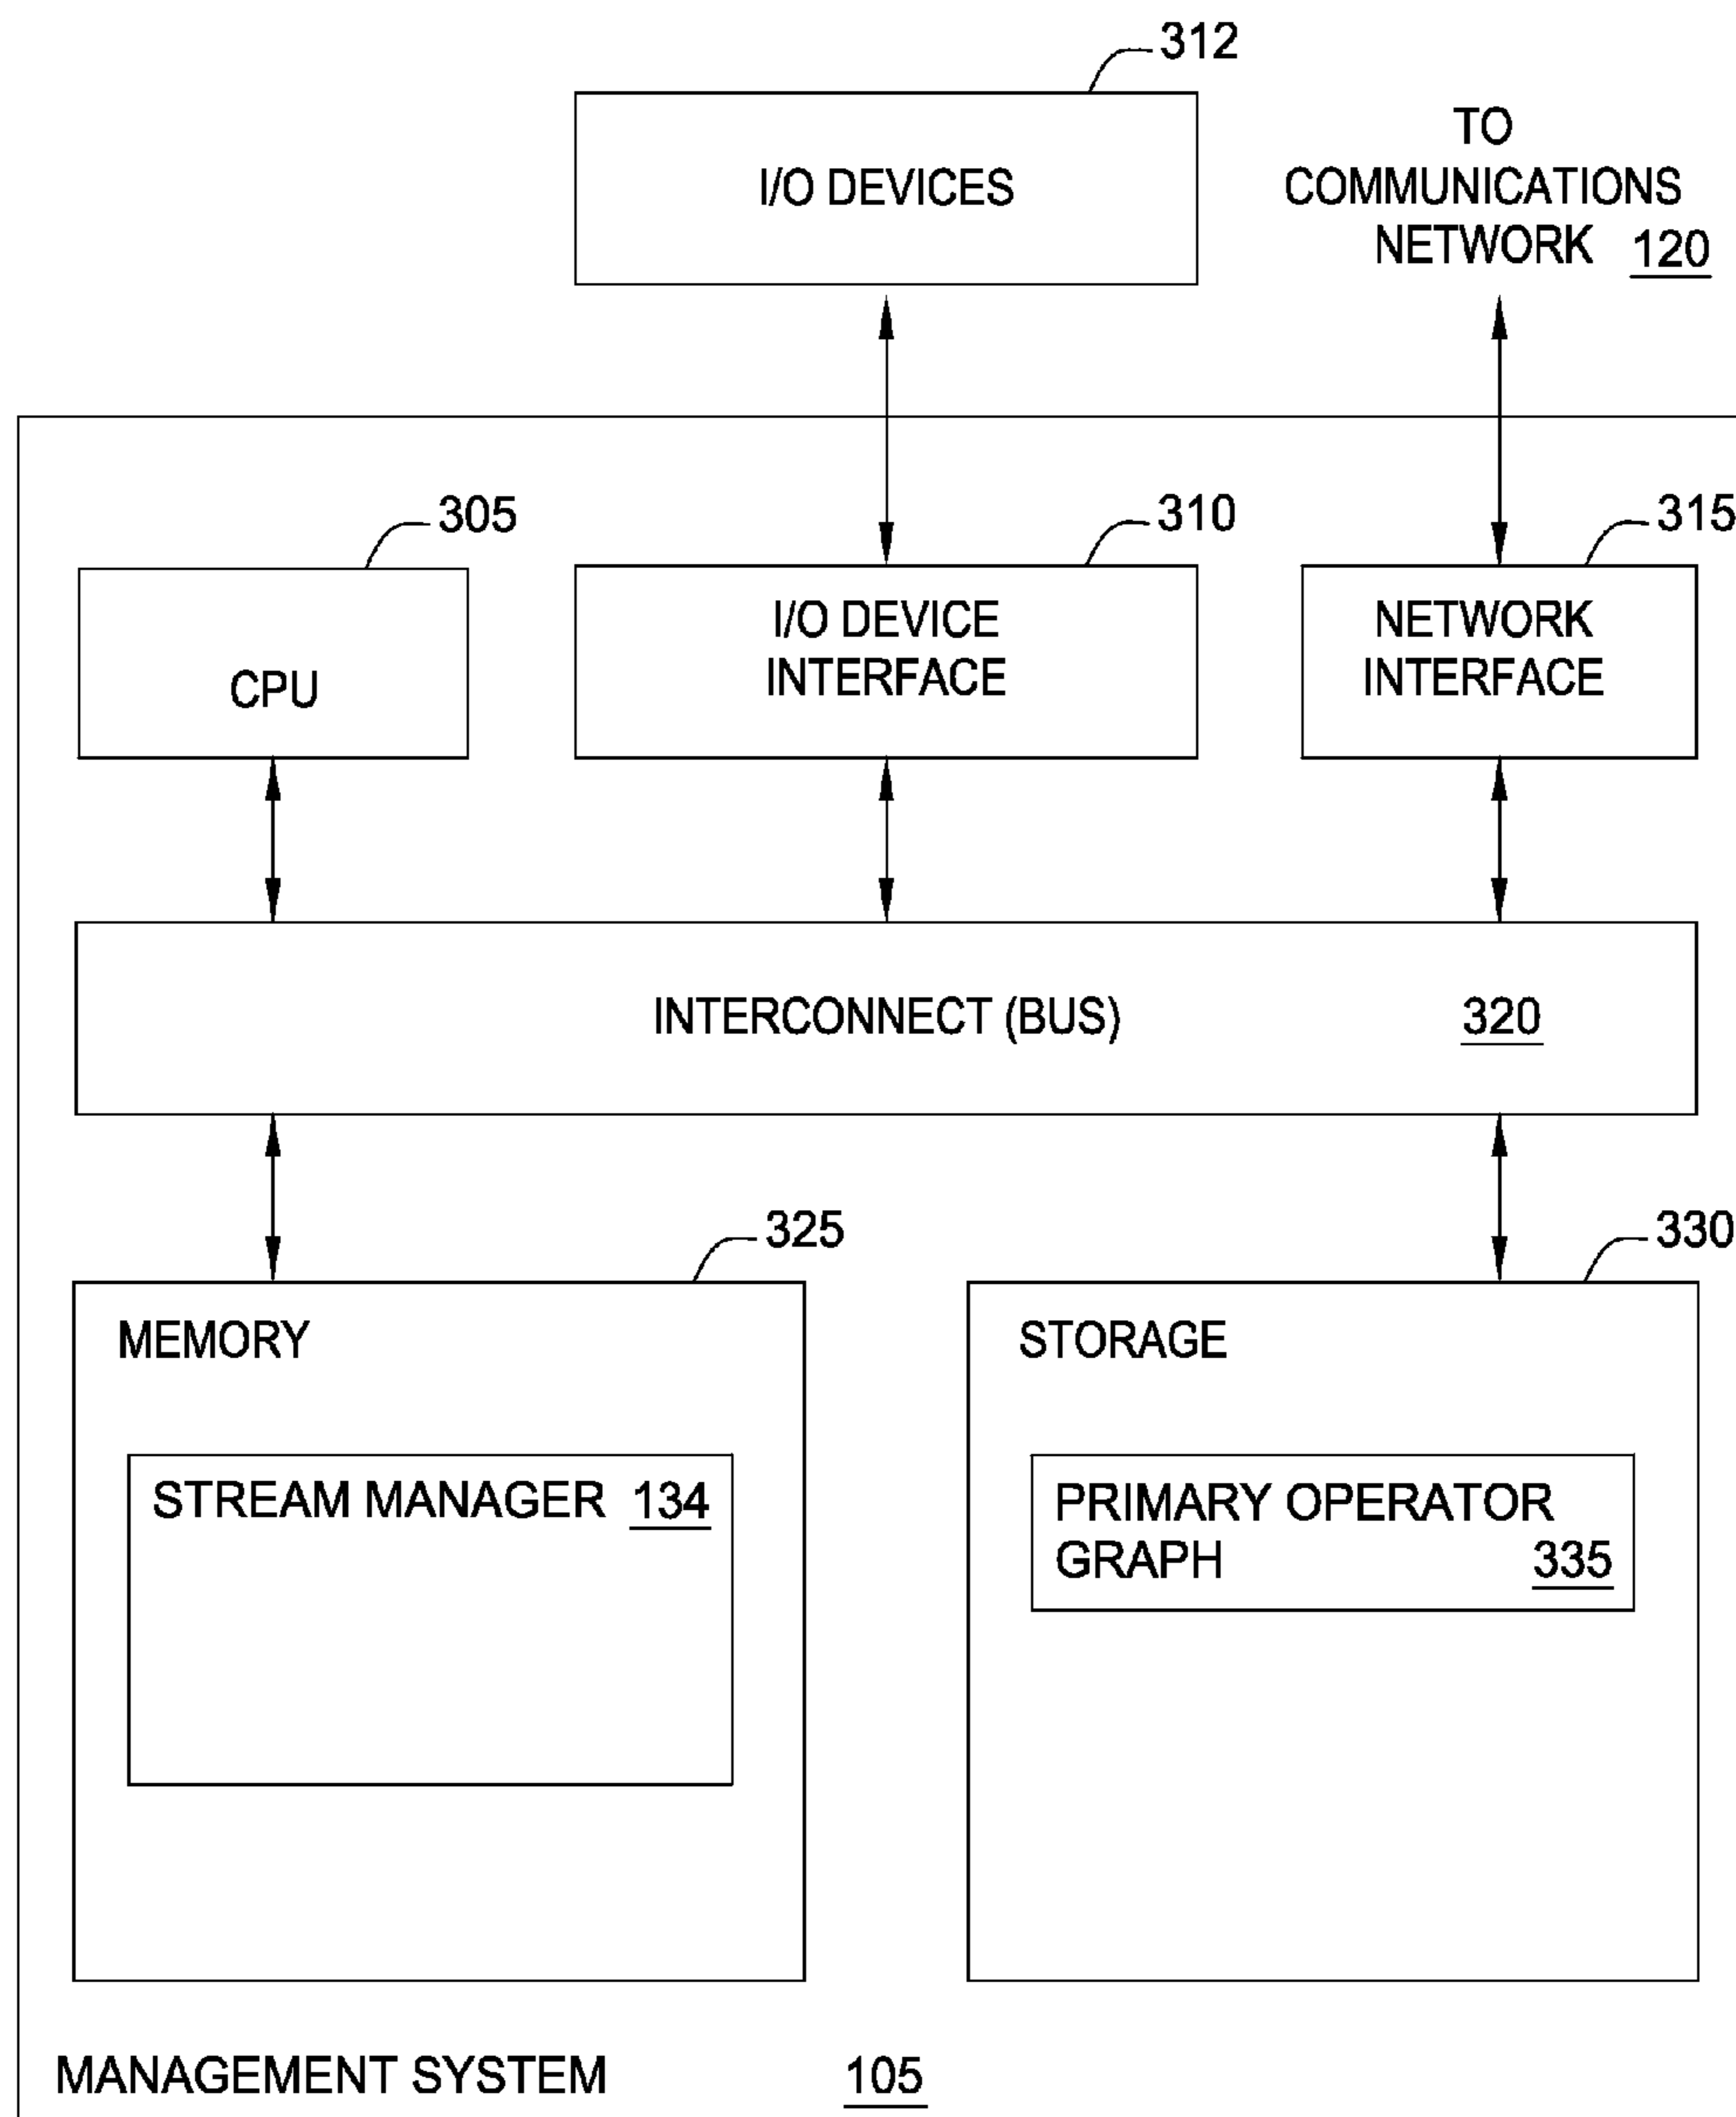 312
I/O DEVICES
TO
COMMUNICATIONS
NETWORK 120
305
310
315
CPU
I/O DEVICE
INTERFACE
NETWORK
INTERFACE
INTERCONNECT (BUS) 320
325
330
MEMORY
STORAGE
STREAM MANAGER 134
PRIMARY OPERATOR
GRAPH 335
MANAGEMENT SYSTEM 105